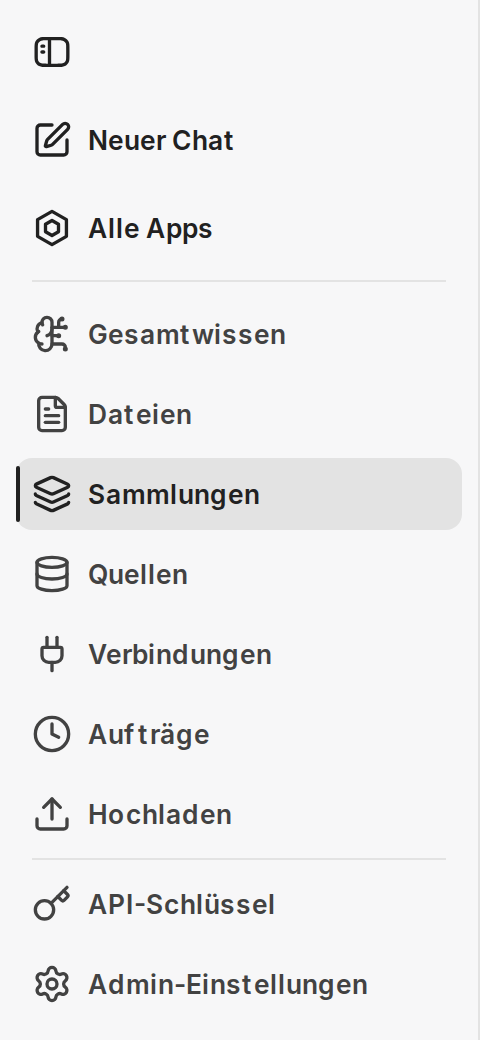 Neuer Chat
Alle Apps
Gesamtwissen
Dateien
Sammlungen
Quellen
Verbindungen
Aufträge
Hochladen
API-Schlüssel
Admin-Einstellungen